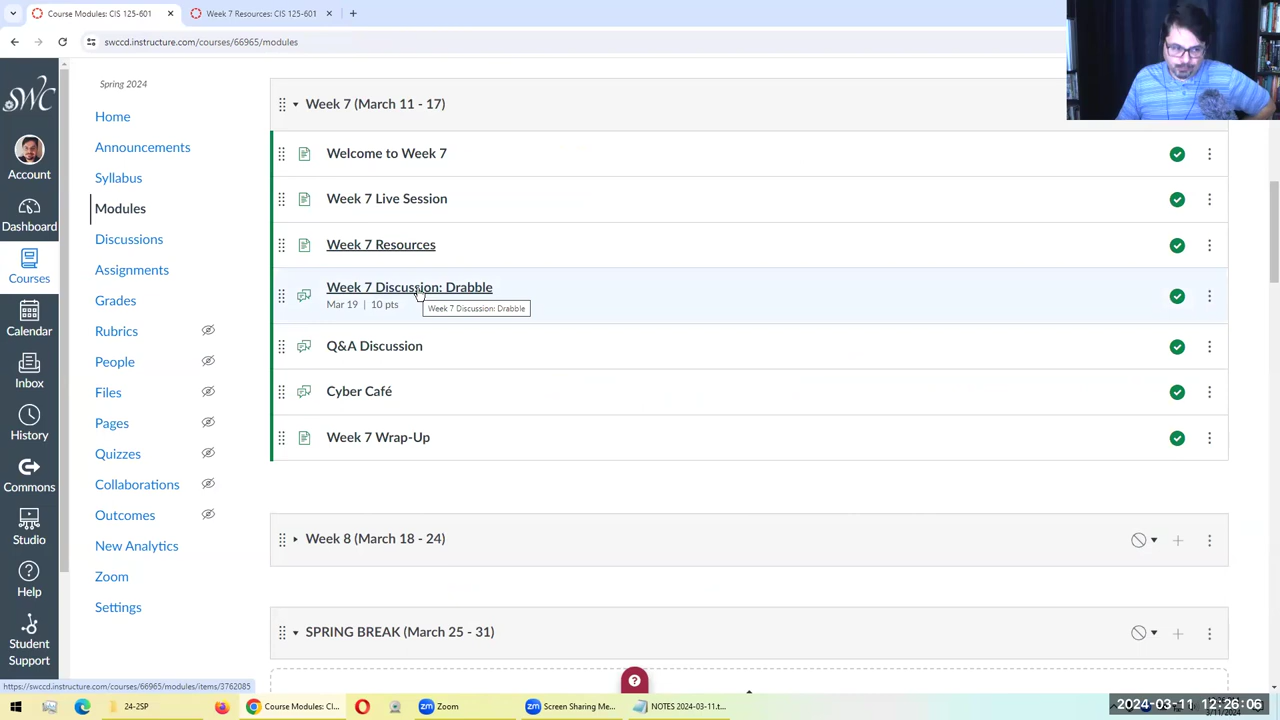 Course Modules: CIS 125-601
Week 7 Resources: CIS 125-601
swccd.instructure.com/courses/66965/modules
SWC
Account
Dashboard
Courses
Calendar
Inbox
History
Commons
Studio
Help
Student
Support
Spring 2024
Home
Announcements
Syllabus
Modules
Discussions
Assignments
Grades
Rubrics
People
Files
Pages
Quizzes
Collaborations
Outcomes
New Analytics
Zoom
Settings
Week 7 (March 11 - 17)
Welcome to Week 7
Week 7 Live Session
Week 7 Resources
Week 7 Discussion: Drabble
Mar 19 | 10 pts
Week 7 Discussion: Drabble
Q&A Discussion
Cyber Café
Week 7 Wrap-Up
Week 8 (March 18 - 24)
SPRING BREAK (March 25 - 31)
https://swccd.instructure.com/courses/66965/modules/items/3762085
24-2SP
Course Modules: CI...
Zoom
Screen Sharing Me...
NOTES 2024-03-11.t...
2024-03-11 12:26:06